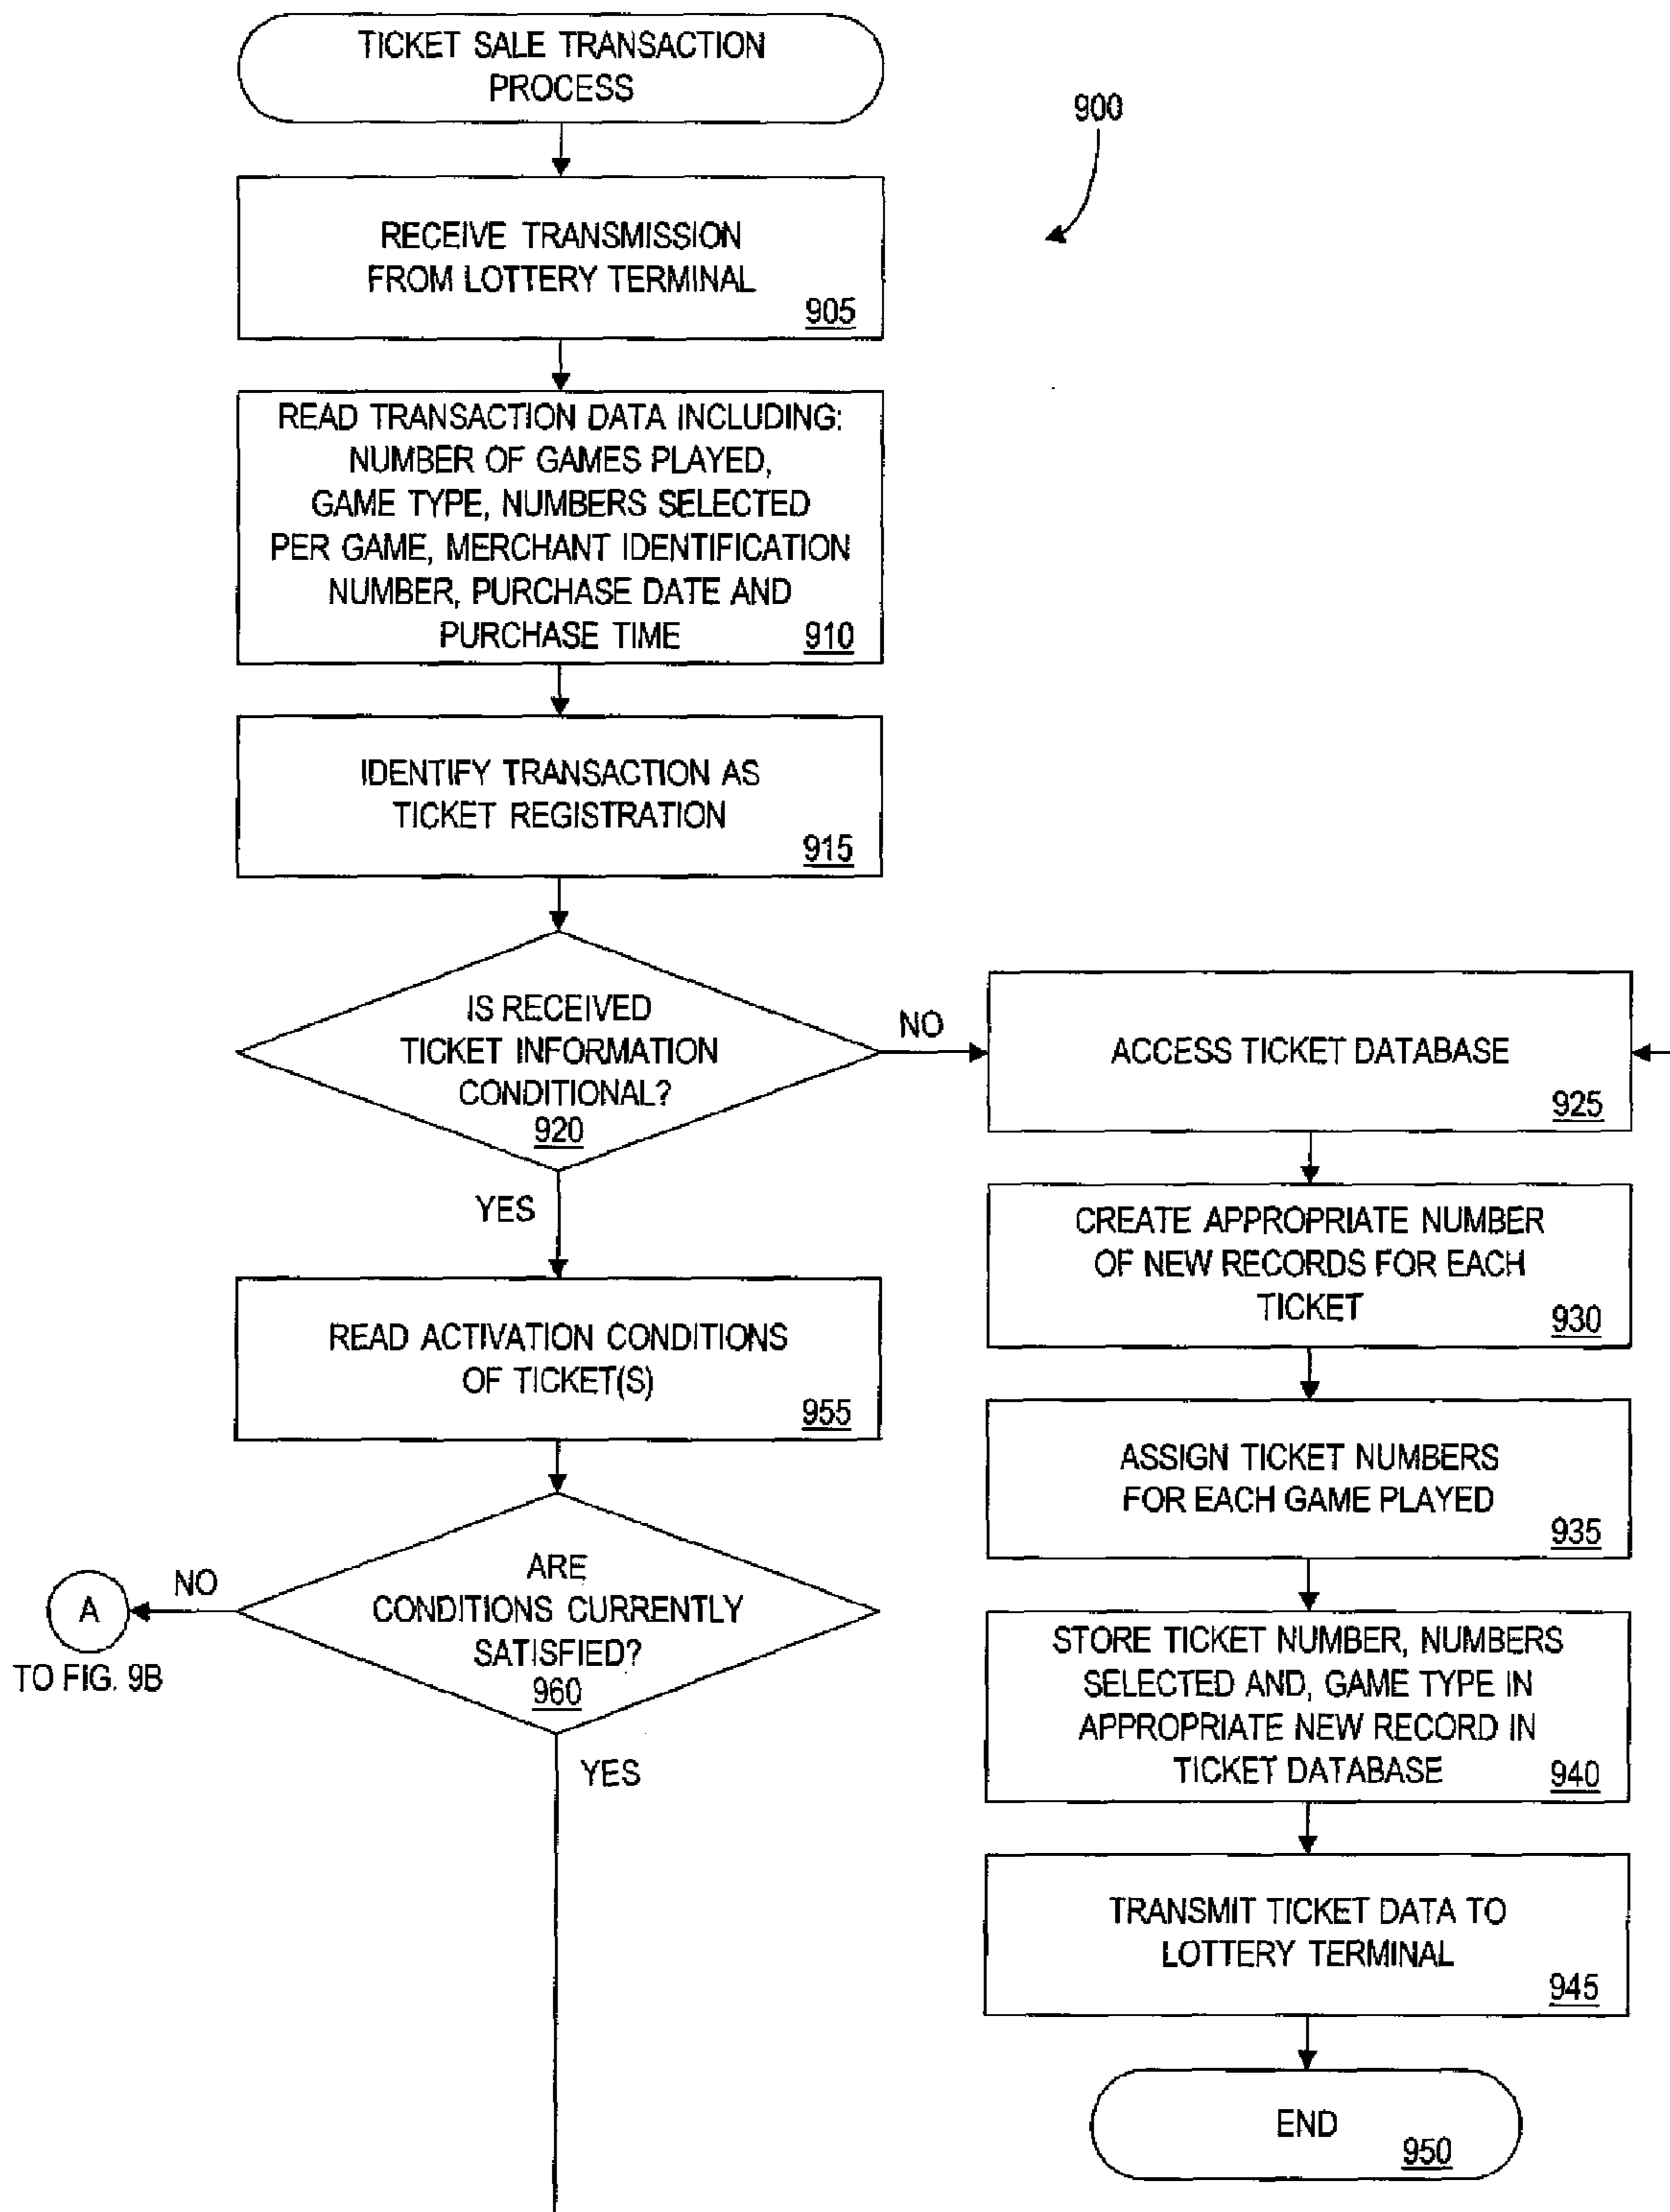 TICKET SALE TRANSACTION
PROCESS
900
RECEIVE TRANSMISSION
FROM LOTTERY TERMINAL
905
READ TRANSACTION DATA INCLUDING:
NUMBER OF GAMES PLAYED,
GAME TYPE, NUMBERS SELECTED
PER GAME, MERCHANT IDENTIFICATION
NUMBER, PURCHASE DATE AND
PURCHASE TIME 910
IDENTIFY TRANSACTION AS
TICKET REGISTRATION
915
IS RECEIVED
TICKET INFORMATION
CONDITIONAL?
920
NO
YES
READ ACTIVATION CONDITIONS
OF TICKET(S)
955
ARE
CONDITIONS CURRENTLY
SATISFIED?
960
NO
A
TO FIG. 9B
YES
ACCESS TICKET DATABASE
925
CREATE APPROPRIATE NUMBER
OF NEW RECORDS FOR EACH
TICKET 930
ASSIGN TICKET NUMBERS
FOR EACH GAME PLAYED
935
STORE TICKET NUMBER, NUMBERS
SELECTED AND, GAME TYPE IN
APPROPRIATE NEW RECORD IN
TICKET DATABASE 940
TRANSMIT TICKET DATA TO
LOTTERY TERMINAL
945
END
950